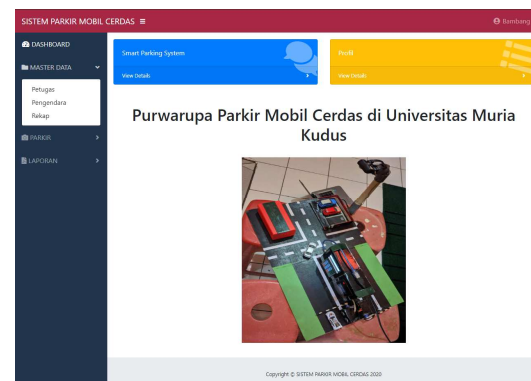 SISTEM PARKIR MOBIL CERDAS
Bambang
DASHBOARD
MASTER DATA
Petugas
Pengendara
Rekap
PARKIR
LAPORAN
Smart Parking System
View Details
Profil
View Details
Purwarupa Parkir Mobil Cerdas di Universitas Muria
Kudus
Copyright © SISTEM PARKIR MOBIL CERDAS 2020